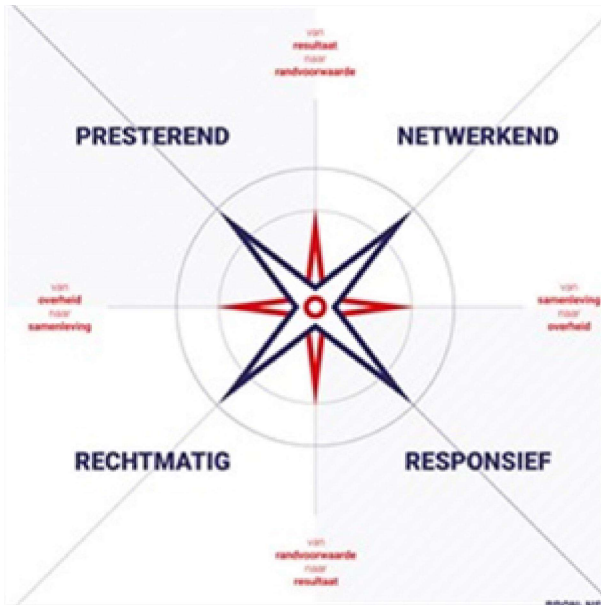 van
resultaat
naar
randvoorwaarde
PRESTEREND
NETWERKEND
van
overheid
naar
samenleving
van
samenleving
naar
overheid
RECHTMATIG
RESPONSIEF
van
randvoorwaarde
naar
resultaat